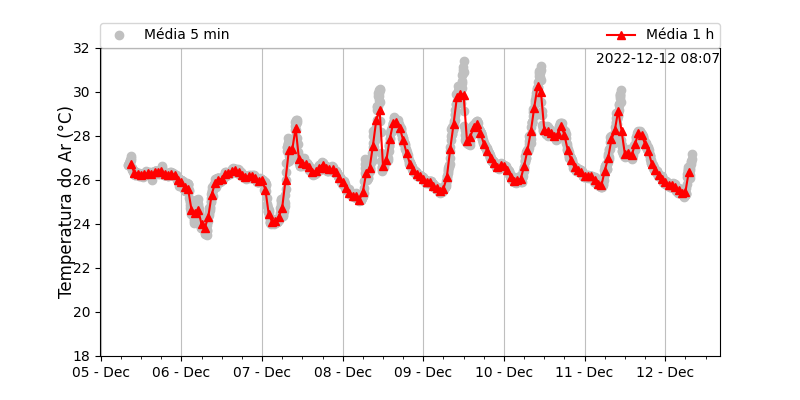 Média 5 min
Média 1 h
2022-12-12 08:07
Temperatura do Ar (°C)
32
30
28
26
24
22
20
18
05 - Dec
06 - Dec
07 - Dec
08 - Dec
09 - Dec
10 - Dec
11 - Dec
12 - Dec